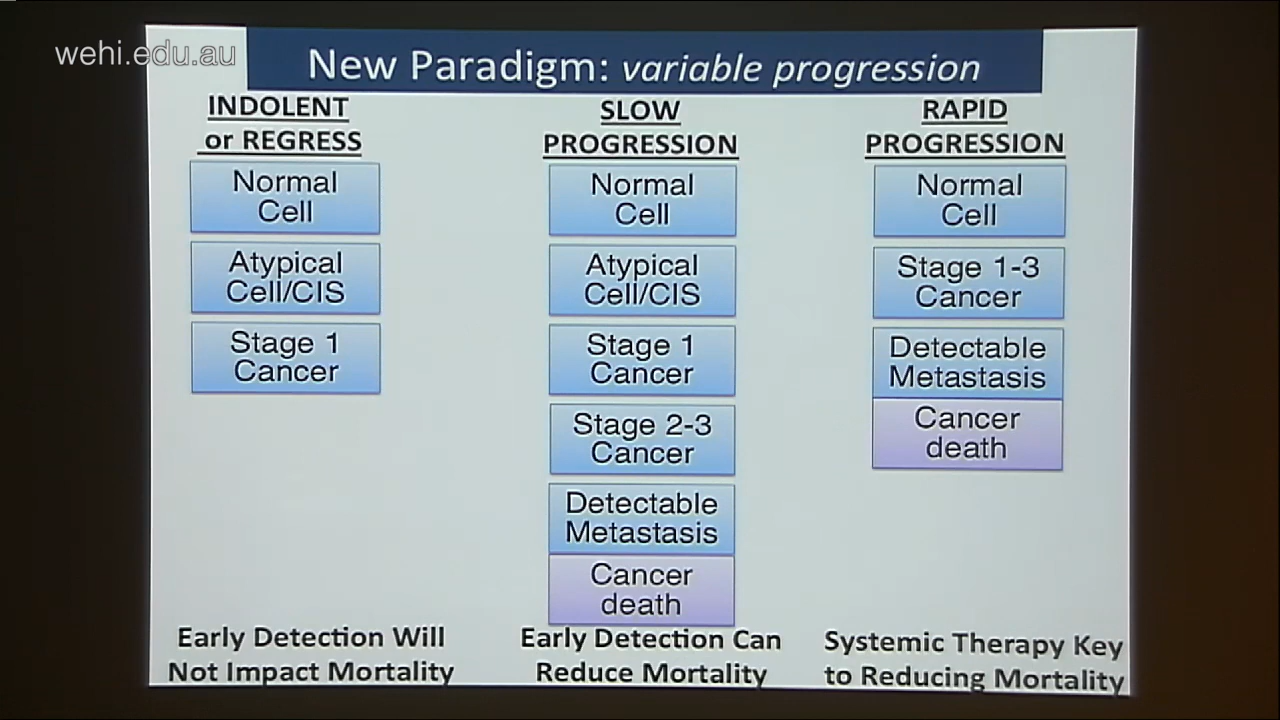 wehi.edu.au
New Paradigm: variable progression
INDOLENT
or REGRESS
Normal
Cell
Atypical
Cell/CIS
Stage 1
Cancer
Early Detection Will
Not Impact Mortality
SLOW
PROGRESSION
Normal
Cell
Atypical
Cell/CIS
Stage 1
Cancer
Stage 2-3
Cancer
Detectable
Metastasis
Cancer
death
Early Detection Can
Reduce Mortality
RAPID
PROGRESSION
Normal
Cell
Stage 1-3
Cancer
Detectable
Metastasis
Cancer
death
Systemic Therapy Key
to Reducing Mortality